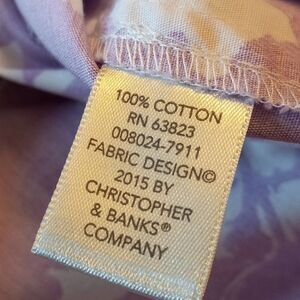 100% COTTON
RN 63823
008024-7911
FABRIC DESIGN©
2015 BY
CHRISTOPHER
& BANKS®
COMPANY